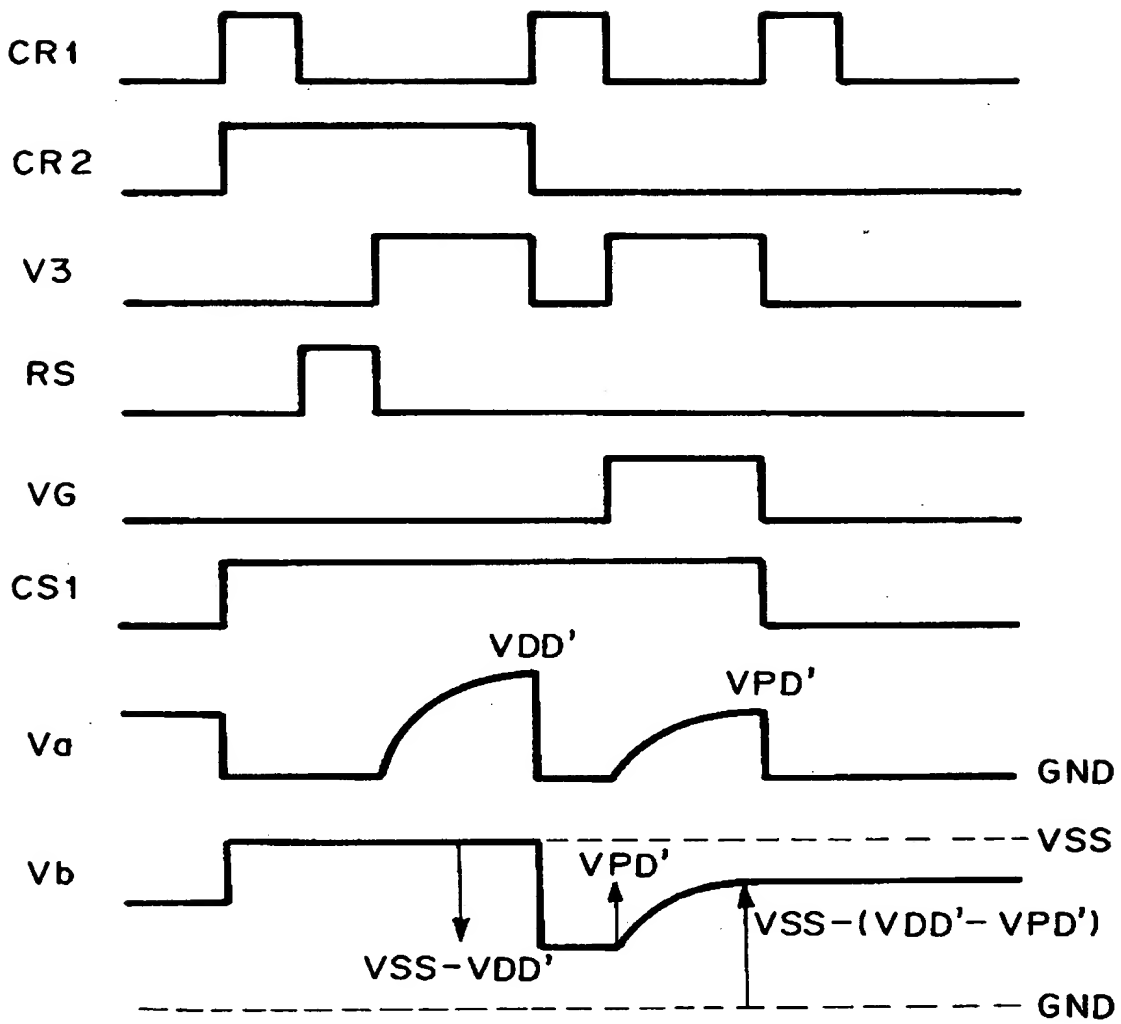 CR1
CR2
V3
RS
VG
CS1
VDD'
VPD'
Va
GND
VSS
VPD'
Vb
VSS-(VDD'-VPD')
VSS-VDD'
GND